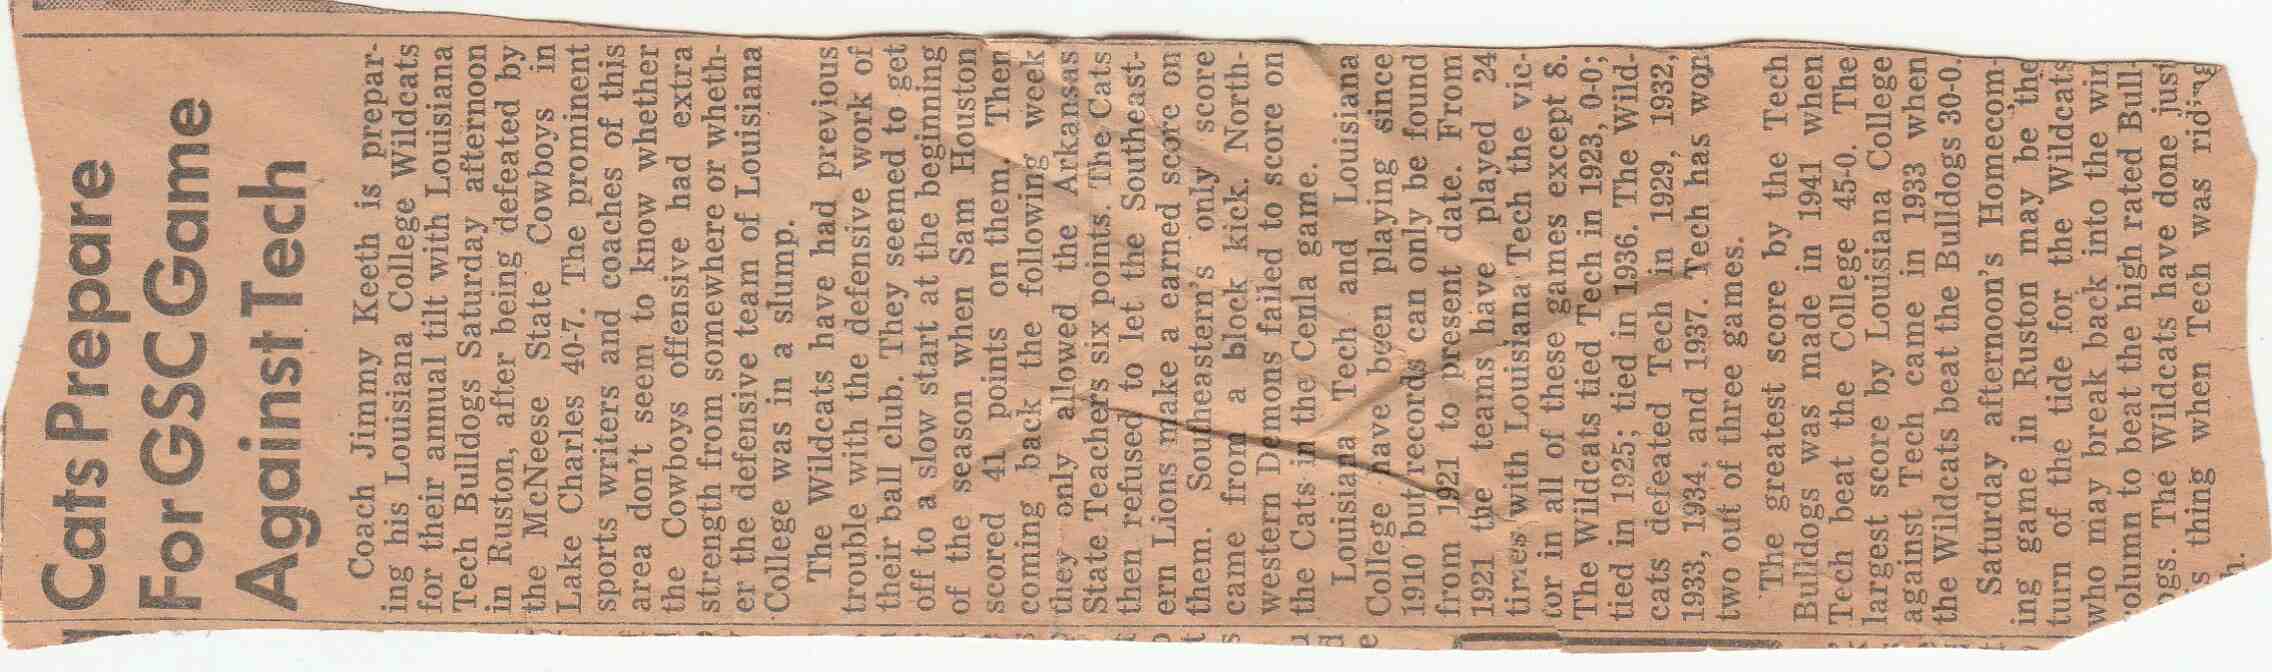 Cats Prepare
For GSC Game
Against Tech
Coach Jimmy Keeth is prepar-
ing his Louisiana College Wildcats
for their annual tilt with Louisiana
Tech Bulldogs Saturday afternoon
in Ruston, after being defeated by
the McNeese State Cowboys in
Lake Charles 40-7. The prominent
sports writers and coaches of this
area don't seem to know whether
the Cowboys offensive had extra
strength from somewhere or wheth-
er the defensive team of Louisiana
College was in a slump.
The Wildcats have had previous
trouble with the defensive work of
their ball club. They seemed to get
off to a slow start at the beginning
of the season when Sam Houston
scored 41 points on them. Then
coming back the following week
they only allowed the Arkansas
State Teachers six points. The Cats
then refused to let the Southeast-
ern Lions make a earned score on
them. Southeastern's only score
came from a block kick. North-
western Demons failed to score on
the Cats in the Cenla game.
Louisiana Tech and Louisiana
College have been playing since
1910 but records can only be found
from 1921 to present date. From
1921 the teams have played 24
times with Louisiana Tech the vic-
tor in all of these games except 8.
The Wildcats tied Tech in 1923, 0-0;
tied in 1925; tied in 1936. The Wild-
cats defeated Tech in 1929, 1932,
1933, 1934, and 1937. Tech has won
two out of three games.
The greatest score by the Tech
Bulldogs was made in 1941 when
Tech beat the College 45-0. The
largest score by Louisiana College
against Tech came in 1933 when
the Wildcats beat the Bulldogs 30-0.
Saturday afternoon's Homecom-
ing game in Ruston may be the
turn of the tide for the Wildcats
who may break back into the win
olumn to beat the high rated Bull-
ogs. The Wildcats have done just
s thing when Tech was riding
h.